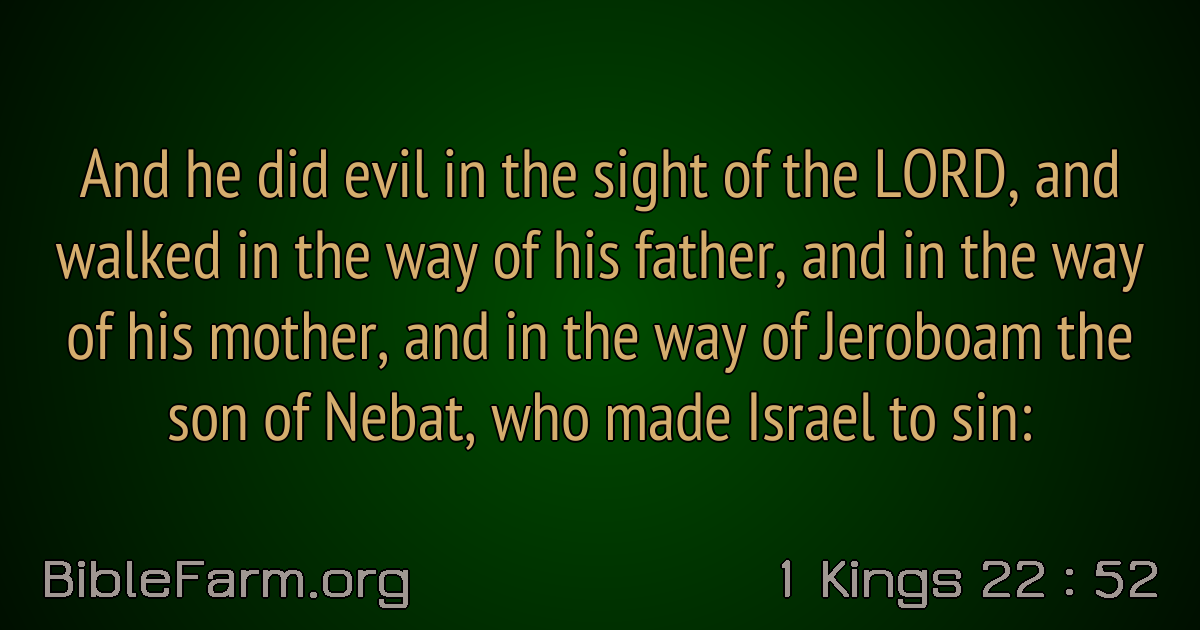 And he did evil in the sight of the LORD, and
walked in the way of his father, and in the way
of his mother, and in the way of Jeroboam the
son of Nebat, who made Israel to sin:
BibleFarm.org
1 Kings 22 : 52